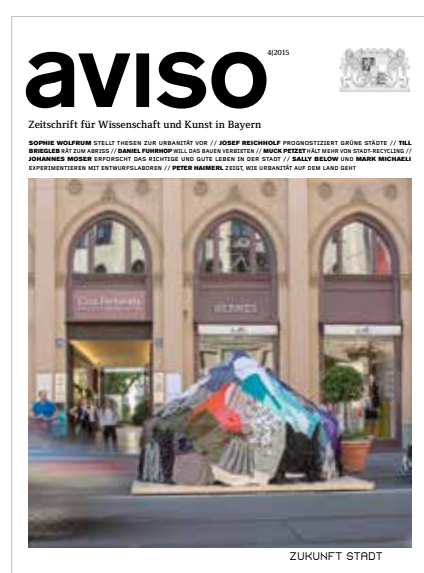 aviso
4|2015
Zeitschrift für Wissenschaft und Kunst in Bayern
SOPHIE WOLFRUM STELLT THESEN ZUR URBANITÄT VOR // JOSEF REICHHOLF PROGNOSTIZIERT GRÜNE STÄDTE // TILL
BRIEGLEB RÄT ZUM ABRISS // DANIEL FUHRHOP WILL DAS BAUEN VERBIETEN // MUCK PETZET HÄLT MEHR VON STADT-RECYCLING //
JOHANNES MOSER ERFORSCHT DAS RICHTIGE UND GUTE LEBEN IN DER STADT // SALLY BELOW UND MARK MICHAELI
EXPERIMENTIEREN MIT ENTWURFSLABOREN // PETER HAIMERL ZEIGT, WIE URBANITÄT AUF DEM LAND GEHT
HERMES
ZUKUNFT STADT